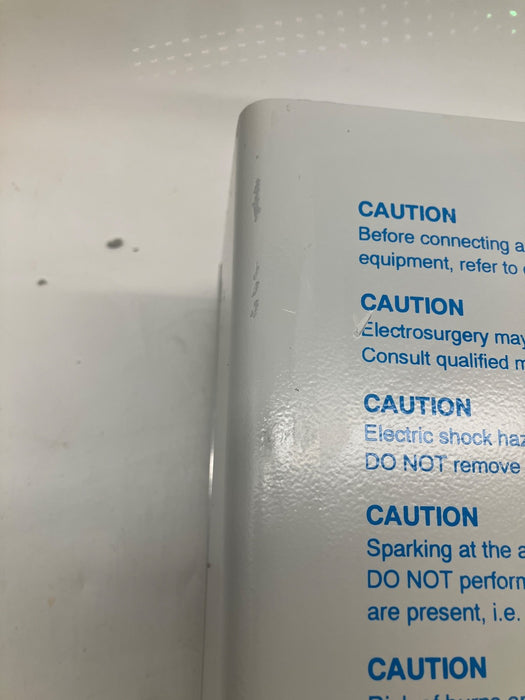 CAUTION
Before connecting a
equipment, refer to
CAUTION
Electrosurgery may
Consult qualified
CAUTION
Electric shock haz
DO NOT remove
CAUTION
Sparking at the a
DO NOT perform
are present, i.e.
CAUTION